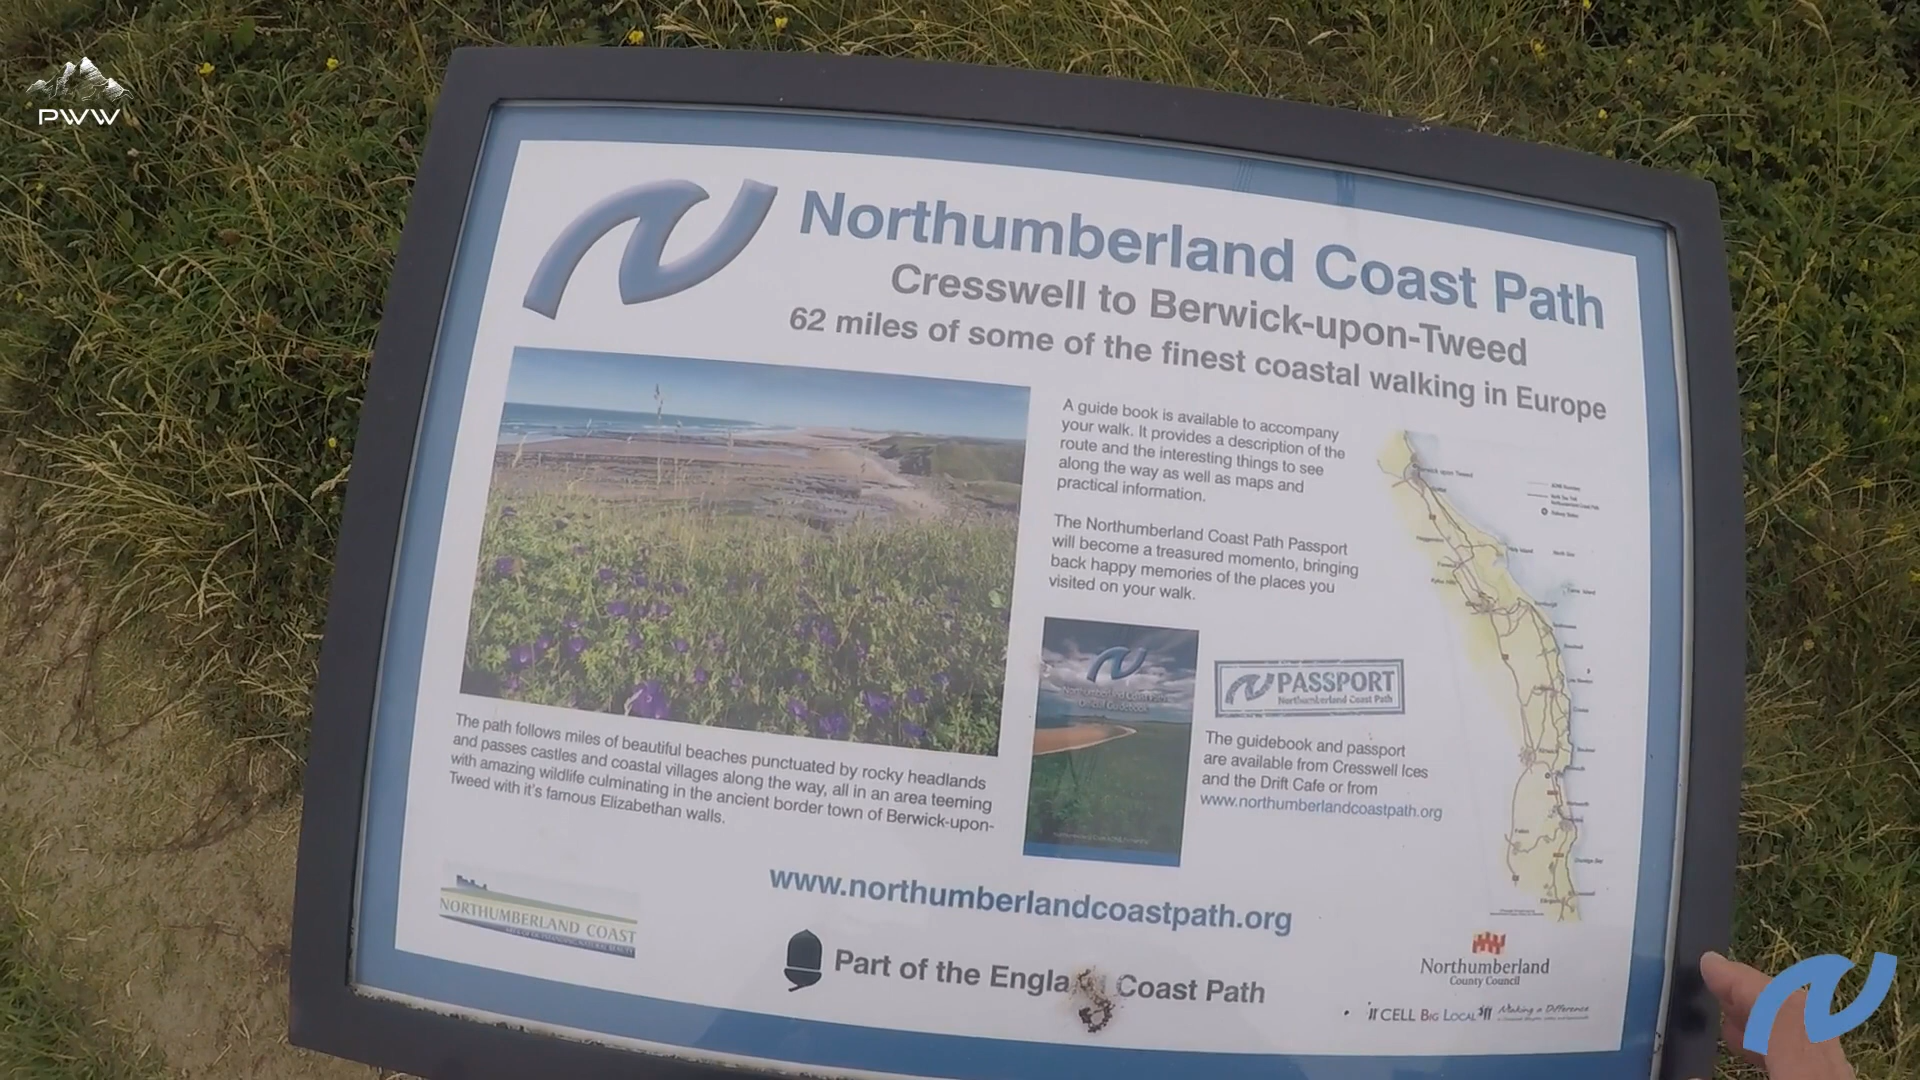 PWW
Northumberland Coast Path
Cresswell to Berwick-upon-Tweed
62 miles of some of the finest coastal walking in Europe
A guide book is available to accompany
your walk. It provides a description of the
route and the interesting things to see
along the way as well as maps and
practical information.
The Northumberland Coast Path Passport
will become a treasured momento, bringing
back happy memories of the places you
visited on your walk.
Northumberland Coast Path
Official Guidebook
PASSPORT
Northumberland Coast Path
The guidebook and passport
are available from Cresswell Ices
and the Drift Cafe or from
www.northumberlandcoastpath.org
The path follows miles of beautiful beaches punctuated by rocky headlands
and passes castles and coastal villages along the way, all in an area teeming
with amazing wildlife culminating in the ancient border town of Berwick-upon-
Tweed with it's famous Elizabethan walls.
NORTHUMBERLAND COAST
www.northumberlandcoastpath.org
Part of the Engla Coast Path
Northumberland
County Council
CELL BIG LOCAL
Making a Difference